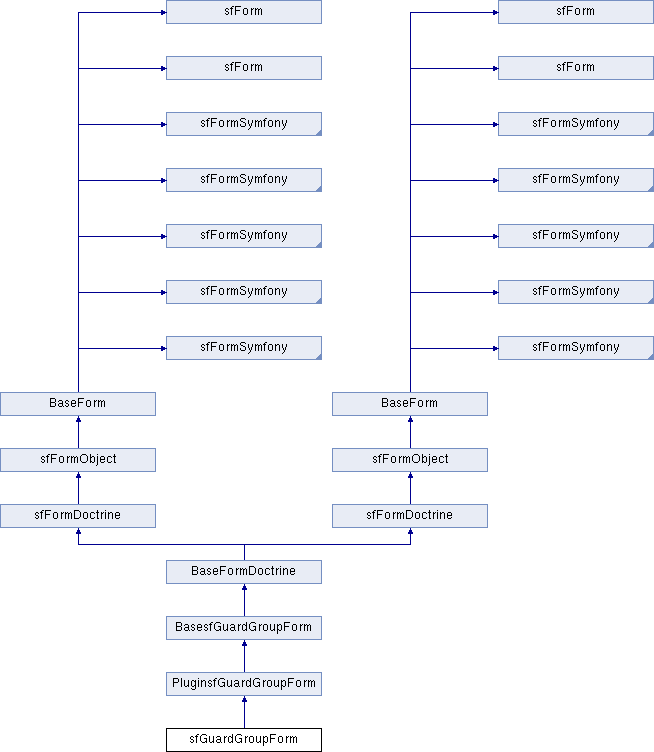 sfForm
sfForm
sfForm
sfForm
sfFormSymfony
sfFormSymfony
sfFormSymfony
sfFormSymfony
sfFormSymfony
sfFormSymfony
sfFormSymfony
sfFormSymfony
sfFormSymfony
sfFormSymfony
BaseForm
BaseForm
sfFormObject
sfFormObject
sfFormDoctrine
sfFormDoctrine
BaseFormDoctrine
BasesfGuardGroupForm
PluginsfGuardGroupForm
sfGuardGroupForm